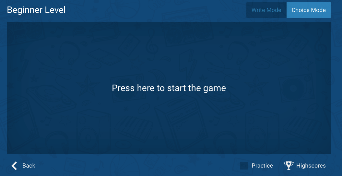 Beginner Level
Write Mode
Choice Mode
Press here to start the game
Back
Practice
Highscores